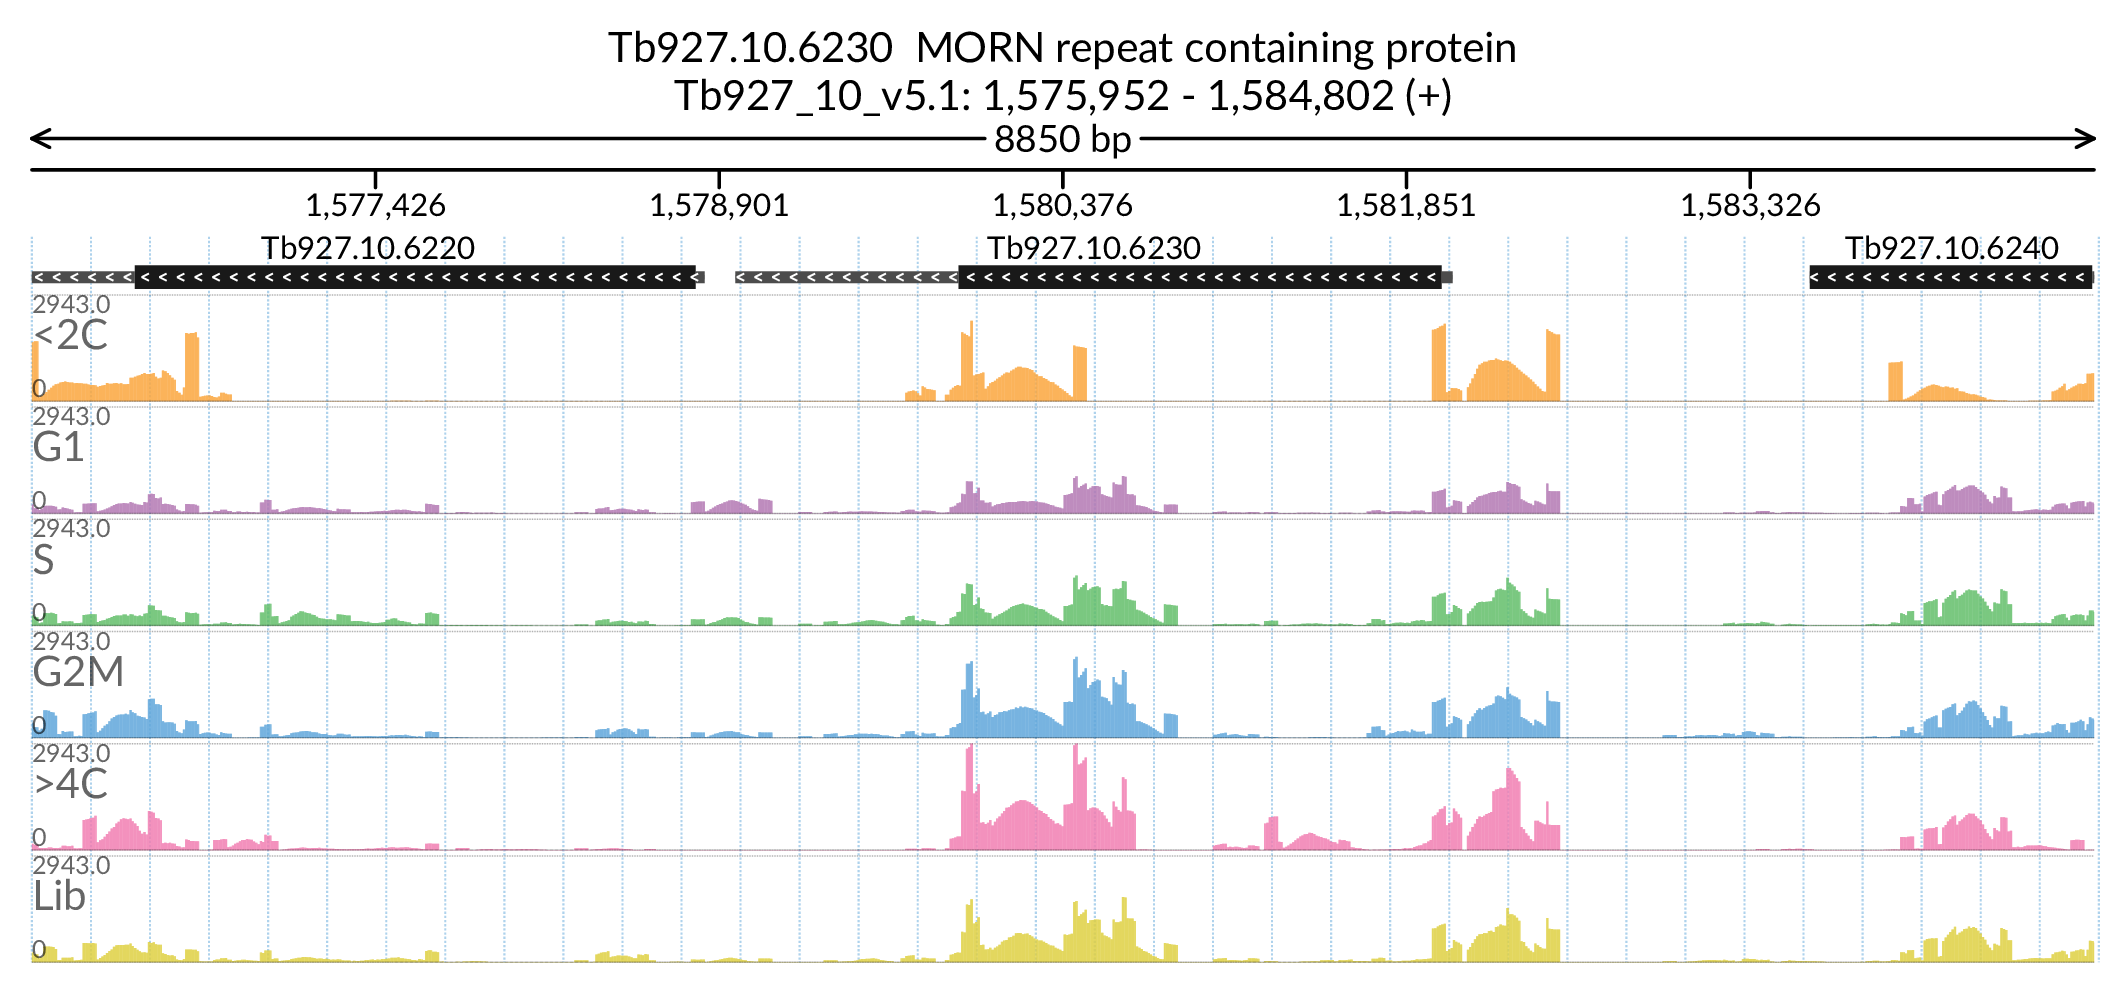 Tb927.10.6230  MORN repeat containing protein
Tb927_10_v5.1: 1,575,952 - 1,584,802 (+)
8850 bp
1,577,426 1,578,901 1,580,376 1,581,851 1,583,326
Tb927.10.6220 Tb927.10.6230 Tb927.10.6240
2943.0
<2C
0
2943.0
G1
0
2943.0
S
0
2943.0
G2M
0
2943.0
>4C
0
2943.0
Lib
0